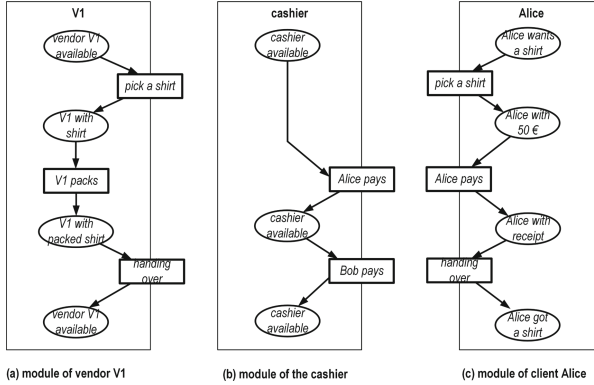 V1
vendor V1
available
pick a shirt
V1 with
shirt
V1 packs
V1 with
packed shirt
handing
over
vendor V1
available
(a) module of vendor V1
cashier
cashier
available
Alice pays
cashier
available
Bob pays
cashier
available
(b) module of the cashier
Alice
Alice wants
a shirt
pick a shirt
Alice with
50 €
Alice pays
Alice with
receipt
handing
over
Alice got
a shirt
(c) module of client Alice